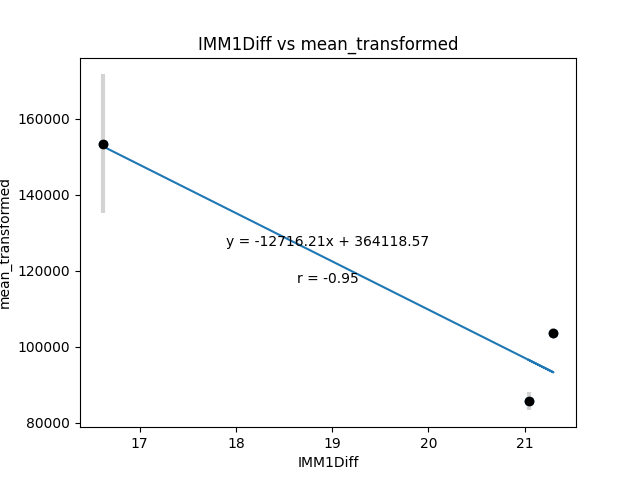 IMM1Diff vs mean_transformed
160000
140000
120000
100000
80000
mean_transformed
y = -12716.21x + 364118.57
r = -0.95
17
18
19
20
21
IMM1Diff